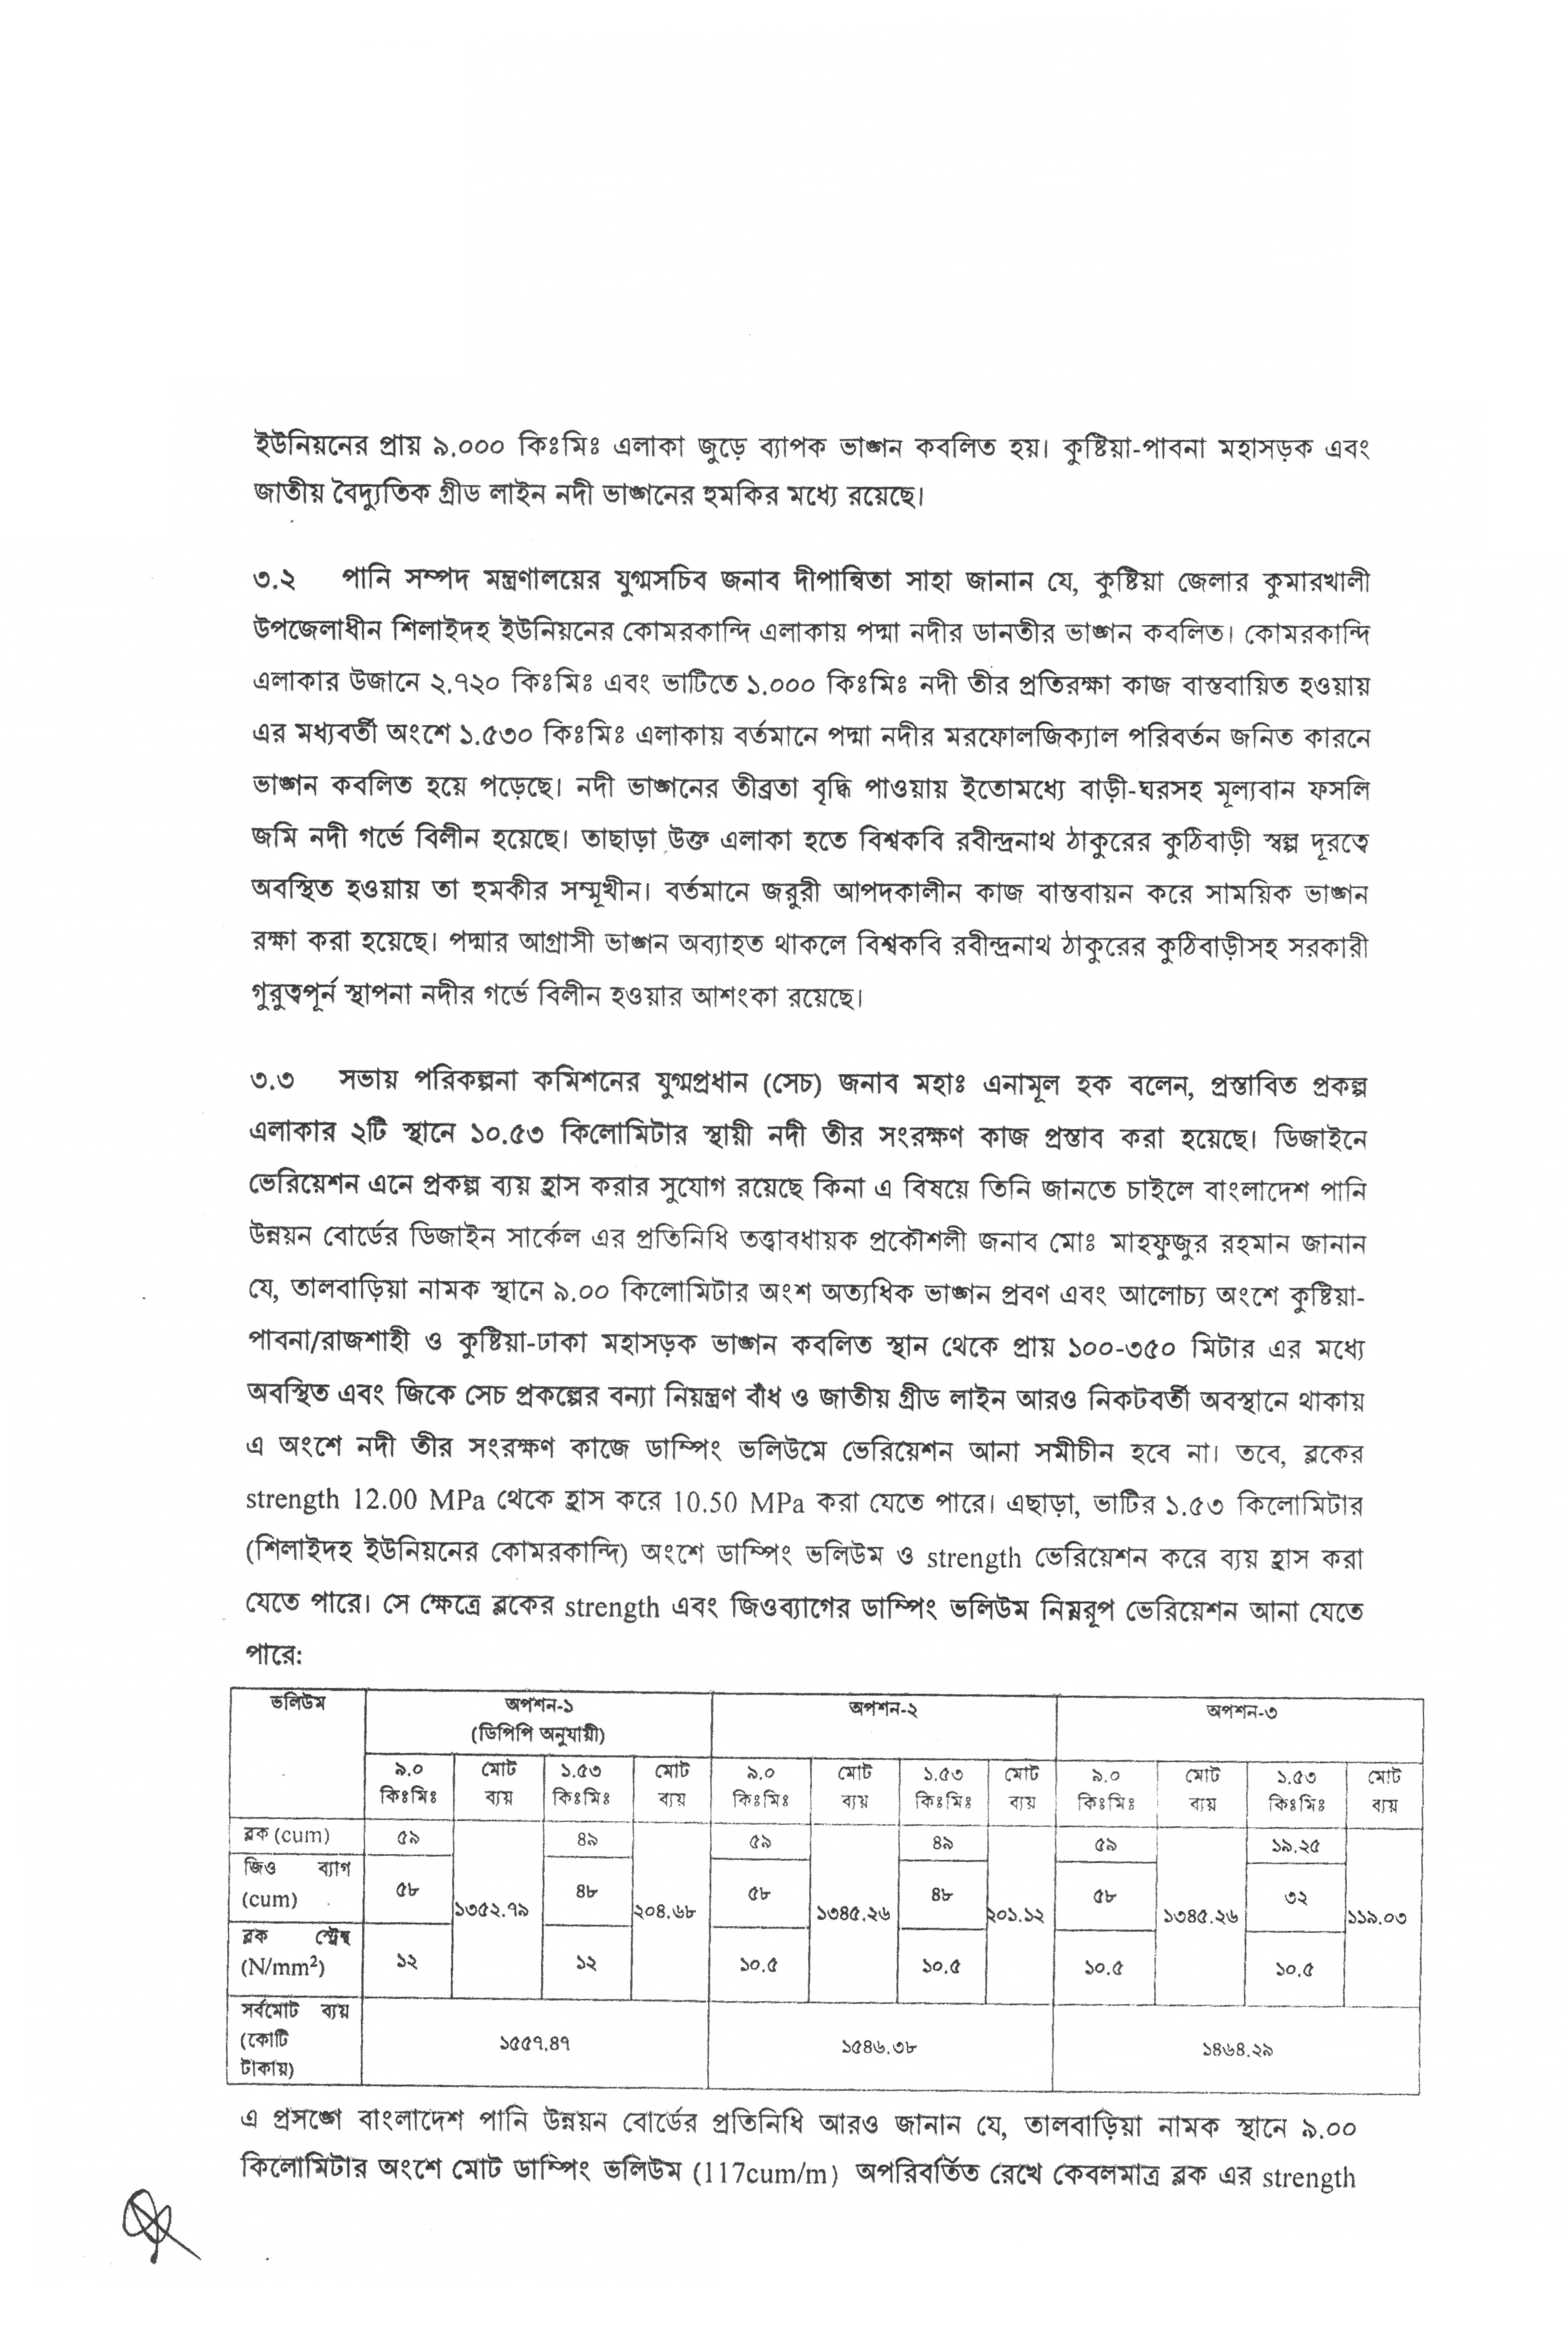 ইউনিয়নের প্রায় ৯.০০০ কিঃমিঃ এলাকা জুড়ে ব্যাপক ভাঙ্গন কবলিত হয়। কুষ্টিয়া-পাবনা মহাসড়ক এবং
জাতীয় বৈদ্যুতিক গ্রীড লাইন নদী ভাঙ্গনের হুমকির মধ্যে রয়েছে।
৩.২ পানি সম্পদ মন্ত্রণালয়ের যুগ্মসচিব জনাব দীপান্বিতা সাহা জানান যে, কুষ্টিয়া জেলার কুমারখালী
উপজেলাধীন শিলাইদহ ইউনিয়নের কোমরকান্দি এলাকায় পদ্মা নদীর ডানতীর ভাঙ্গন কবলিত। কোমরকান্দি
এলাকার উজানে ২.৭২০ কিঃমিঃ এবং ভাটিতে ১.০০০ কিঃমিঃ নদী তীর প্রতিরক্ষা কাজ বাস্তবায়িত হওয়ায়
এর মধ্যবর্তী অংশে ১.৫৩০ কিঃমিঃ এলাকায় বর্তমানে পদ্মা নদীর মরফোলজিক্যাল পরিবর্তন জনিত কারনে
ভাঙ্গন কবলিত হয়ে পড়েছে। নদী ভাঙ্গনের তীব্রতা বৃদ্ধি পাওয়ায় ইতোমধ্যে বাড়ী-ঘরসহ মূল্যবান ফসলি
জমি নদী গর্ভে বিলীন হয়েছে। তাছাড়া উক্ত এলাকা হতে বিশ্বকবি রবীন্দ্রনাথ ঠাকুরের কুঠিবাড়ী স্বল্প দূরত্বে
অবস্থিত হওয়ায় তা হুমকীর সম্মূখীন। বর্তমানে জরুরী আপদকালীন কাজ বাস্তবায়ন করে সাময়িক ভাঙ্গন
রক্ষা করা হয়েছে। পদ্মার আগ্রাসী ভাঙ্গন অব্যাহত থাকলে বিশ্বকবি রবীন্দ্রনাথ ঠাকুরের কুঠিবাড়ীসহ সরকারী
গুরুত্বপূর্ন স্থাপনা নদীর গর্ভে বিলীন হওয়ার আশংকা রয়েছে।
৩.৩ সভায় পরিকল্পনা কমিশনের যুগ্মপ্রধান (সেচ) জনাব মহাঃ এনামূল হক বলেন, প্রস্তাবিত প্রকল্প
এলাকার ২টি স্থানে ১০.৫৩ কিলোমিটার স্থায়ী নদী তীর সংরক্ষণ কাজ প্রস্তাব করা হয়েছে। ডিজাইনে
ভেরিয়েশন এনে প্রকল্প ব্যয় হ্রাস করার সুযোগ রয়েছে কিনা এ বিষয়ে তিনি জানতে চাইলে বাংলাদেশ পানি
উন্নয়ন বোর্ডের ডিজাইন সার্কেল এর প্রতিনিধি তত্ত্বাবধায়ক প্রকৌশলী জনাব মোঃ মাহফুজুর রহমান জানান
যে, তালবাড়িয়া নামক স্থানে ৯.০০ কিলোমিটার অংশ অত্যধিক ভাঙ্গন প্রবণ এবং আলোচ্য অংশে কুষ্টিয়া-
পাবনা/রাজশাহী ও কুষ্টিয়া-ঢাকা মহাসড়ক ভাঙ্গন কবলিত স্থান থেকে প্রায় ১০০-৩৫০ মিটার এর মধ্যে
অবস্থিত এবং জিকে সেচ প্রকল্পের বন্যা নিয়ন্ত্রণ বাঁধ ও জাতীয় গ্রীড লাইন আরও নিকটবর্তী অবস্থানে থাকায়
এ অংশে নদী তীর সংরক্ষণ কাজে ডাম্পিং ভলিউমে ভেরিয়েশন আনা সমীচীন হবে না। তবে, ব্লকের
strength 12.00 MPa থেকে হ্রাস করে 10.50 MPa করা যেতে পারে। এছাড়া, ভাটির ১.৫৩ কিলোমিটার
(শিলাইদহ ইউনিয়নের কোমরকান্দি) অংশে ডাম্পিং ভলিউম ও strength ভেরিয়েশন করে ব্যয় হ্রাস করা
যেতে পারে। সে ক্ষেত্রে ব্লকের strength এবং জিওব্যাগের ডাম্পিং ভলিউম নিম্নরূপ ভেরিয়েশন আনা যেতে
পারে:
ভলিউম অপশন-১ অপশন-২ অপশন-৩
(ডিপিপি অনুযায়ী)
৯.০ মোট ১.৫৩ মোট ৯.০ মোট ১.৫৩ মোট ৯.০ মোট ১.৫৩ মোট
কিঃমিঃ ব্যয় কিঃমিঃ ব্যয় কিঃমিঃ ব্যয় কিঃমিঃ ব্যয় কিঃমিঃ ব্যয় কিঃমিঃ ব্যয়
ব্লক (cum) ৫৯ ৪৯ ৫৯ ৪৯ ৫৯ ১৯.২৫
জিও ব্যাগ
(cum) ৫৮ ১৩৫২.৭৯ ৪৮ ২০৪.৬৮ ৫৮ ১৩৪৫.২৬ ৪৮ ২০১.১২ ৫৮ ১৩৪৫.২৬ ৩২ ১১৯.০৩
ব্লক স্ট্রেন্থ
(N/mm²) ১২ ১২ ১০.৫ ১০.৫ ১০.৫ ১০.৫
সর্বমোট ব্যয়
(কোটি ১৫৫৭.৪৭ ১৫৪৬.৩৮ ১৪৬৪.২৯
টাকায়)
এ প্রসঙ্গে বাংলাদেশ পানি উন্নয়ন বোর্ডের প্রতিনিধি আরও জানান যে, তালবাড়িয়া নামক স্থানে ৯.০০
কিলোমিটার অংশে মোট ডাম্পিং ভলিউম (117cum/m) অপরিবর্তিত রেখে কেবলমাত্র ব্লক এর strength